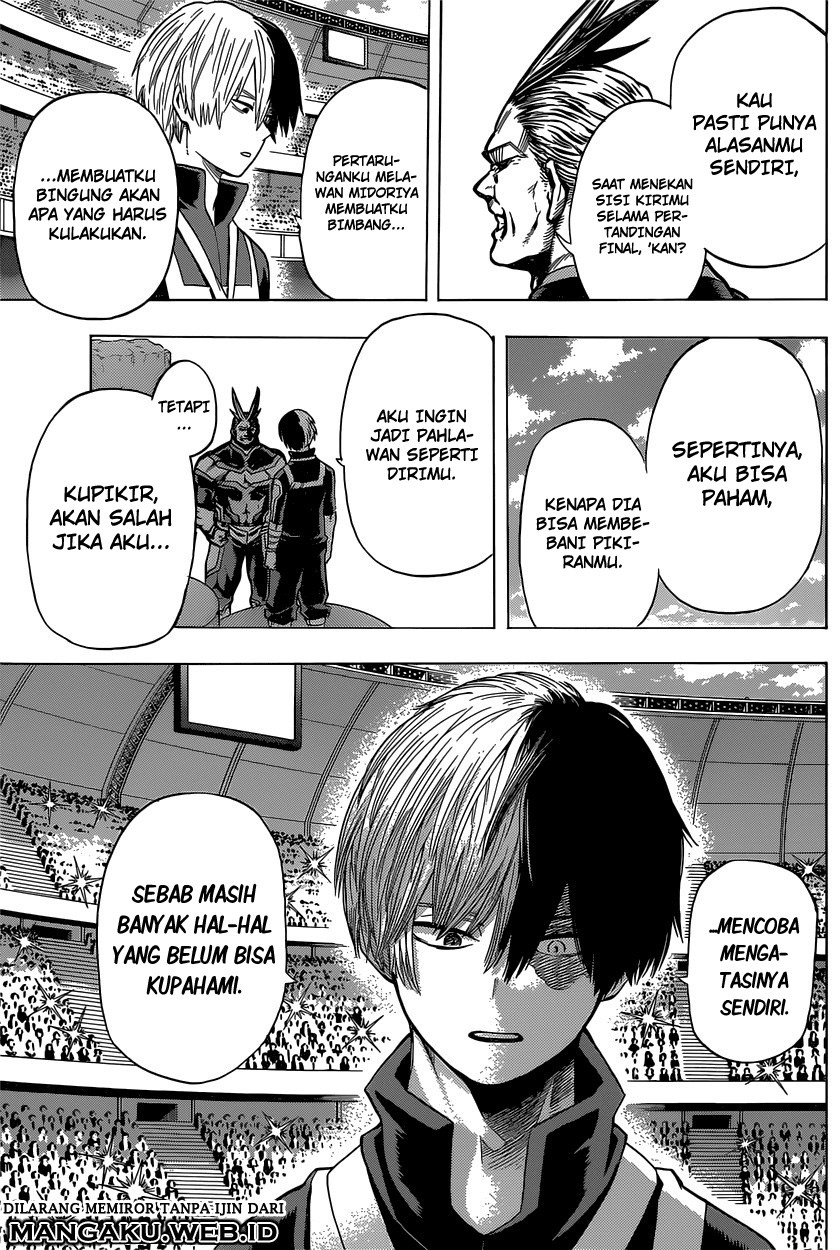 KAU
PASTI PUNYA
ALASANMU
SENDIRI,
SAAT MENEKAN
SISI KIRIMU
SELAMA PER-
TANDINGAN
FINAL, 'KAN?
PERTARU-
NGANKU MELA-
WAN MIDORIYA
MEMBUATKU
BIMBANG...
...MEMBUATKU
BINGUNG AKAN
APA YANG HARUS
KULAKUKAN.
SEPERTINYA,
AKU BISA
PAHAM,
KENAPA DIA
BISA MEMBE-
BANI PIKI-
RANMU.
AKU INGIN
JADI PAHLA-
WAN SEPERTI
DIRIMU.
TETAPI
...
KUPIKIR,
AKAN SALAH
JIKA AKU...
..MENCOBA
MENGA-
TASINYA
SENDIRI.
SEBAB MASIH
BANYAK HAL-HAL
YANG BELUM BISA
KUPAHAMI.
DILARANG MEMIROR TANPA IJIN DARI
MANGAKU.WEB.ID